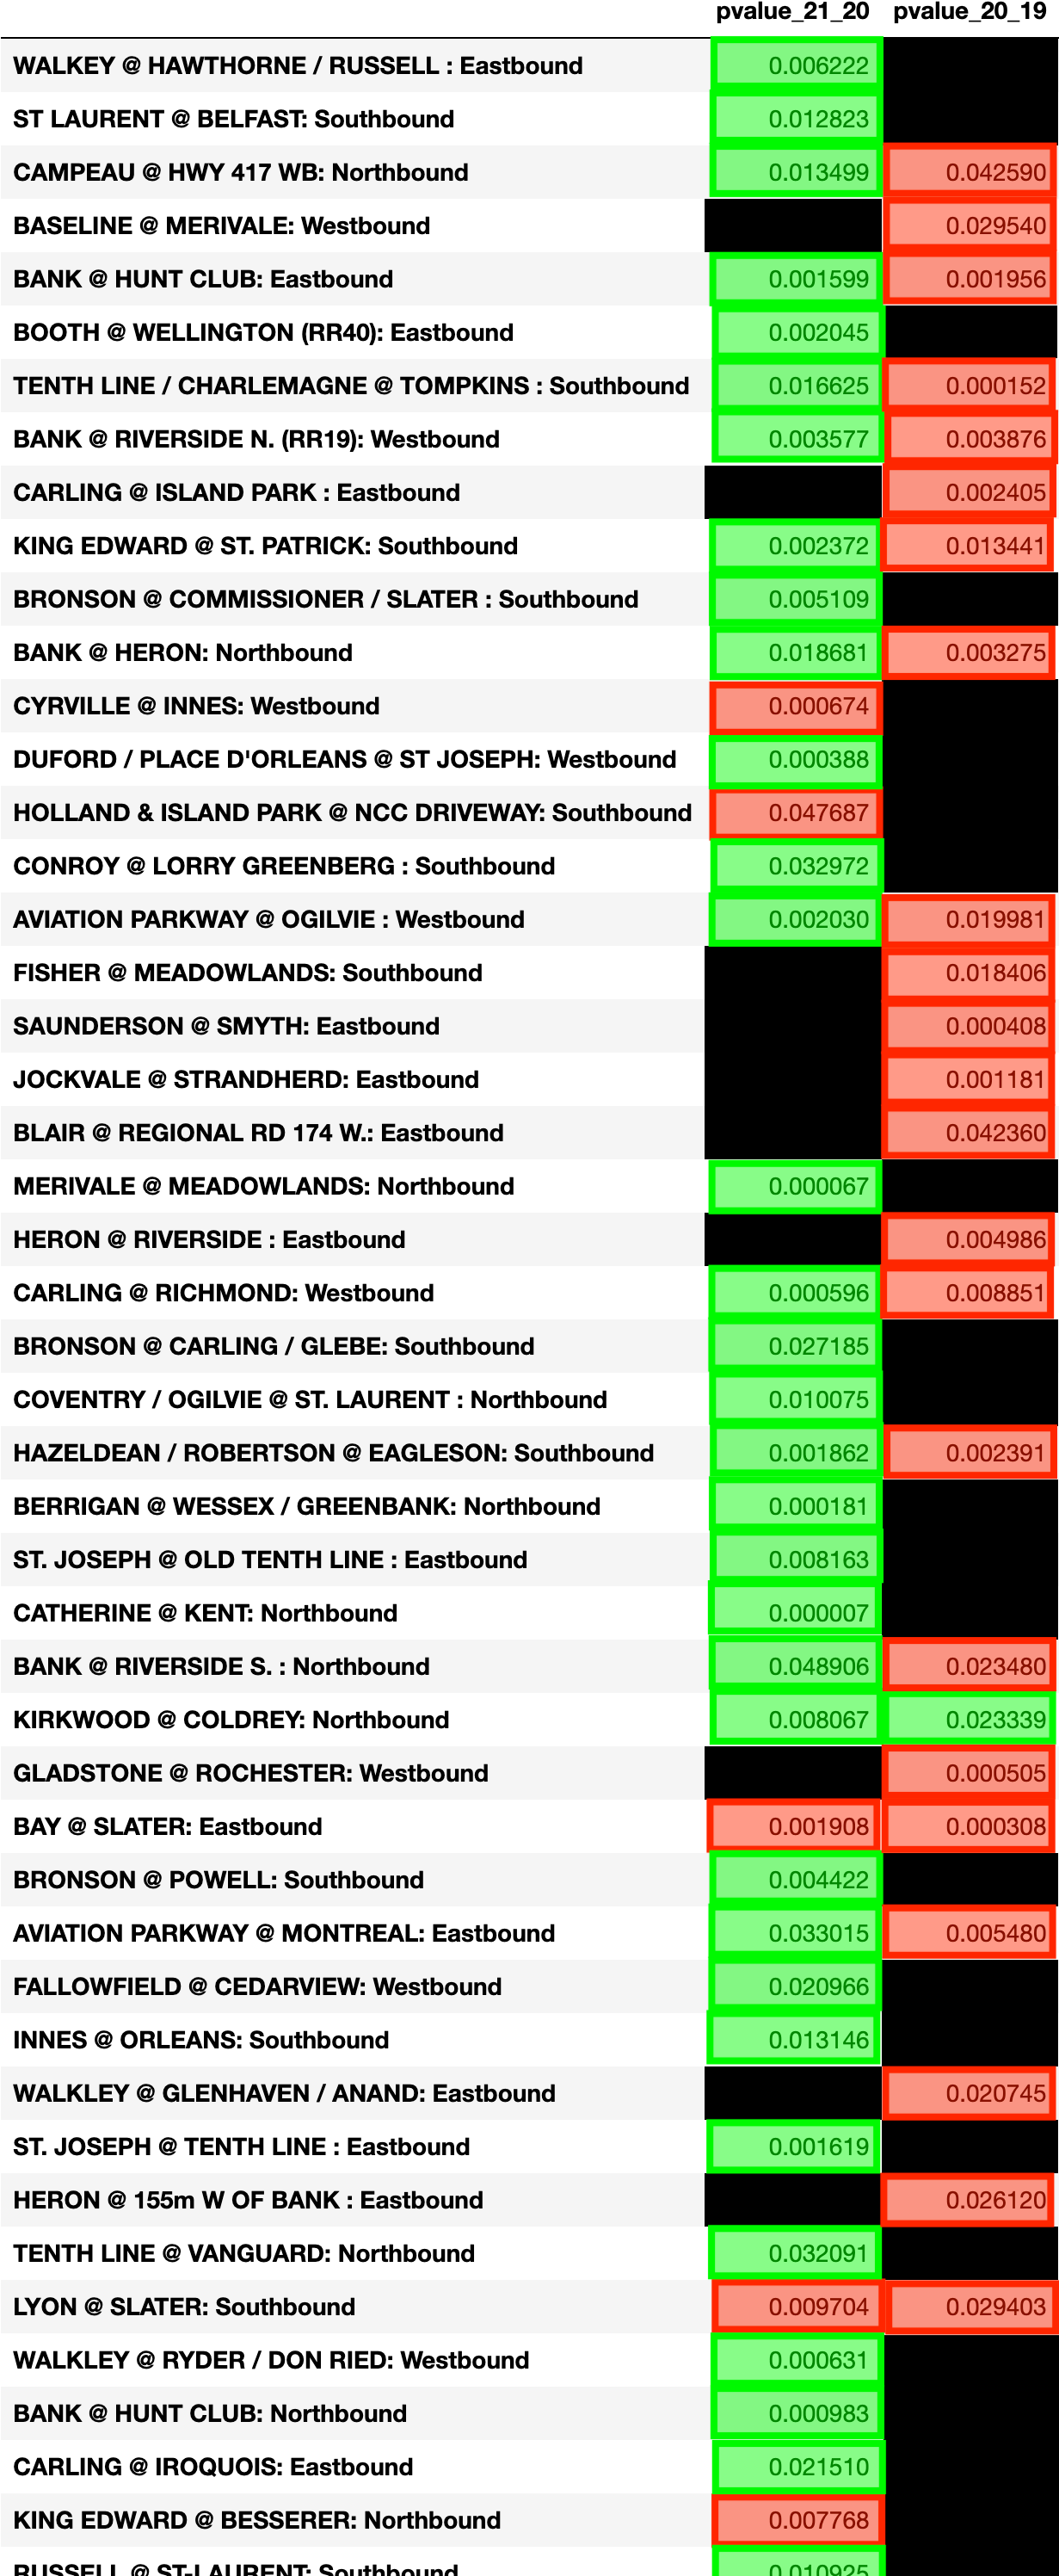 pvalue_21_20 pvalue_20_19
WALKEY @ HAWTHORNE / RUSSELL : Eastbound 0.006222
ST LAURENT @ BELFAST: Southbound 0.012823
CAMPEAU @ HWY 417 WB: Northbound 0.013499 0.042590
BASELINE @ MERIVALE: Westbound 0.029540
BANK @ HUNT CLUB: Eastbound 0.001599 0.001956
BOOTH @ WELLINGTON (RR40): Eastbound 0.002045
TENTH LINE / CHARLEMAGNE @ TOMPKINS : Southbound 0.016625 0.000152
BANK @ RIVERSIDE N. (RR19): Westbound 0.003577 0.003876
CARLING @ ISLAND PARK : Eastbound 0.002405
KING EDWARD @ ST. PATRICK: Southbound 0.002372 0.013441
BRONSON @ COMMISSIONER / SLATER : Southbound 0.005109
BANK @ HERON: Northbound 0.018681 0.003275
CYRVILLE @ INNES: Westbound 0.000674
DUFORD / PLACE D'ORLEANS @ ST JOSEPH: Westbound 0.000388
HOLLAND & ISLAND PARK @ NCC DRIVEWAY: Southbound 0.047687
CONROY @ LORRY GREENBERG : Southbound 0.032972
AVIATION PARKWAY @ OGILVIE : Westbound 0.002030 0.019981
FISHER @ MEADOWLANDS: Southbound 0.018406
SAUNDERSON @ SMYTH: Eastbound 0.000408
JOCKVALE @ STRANDHERD: Eastbound 0.001181
BLAIR @ REGIONAL RD 174 W.: Eastbound 0.042360
MERIVALE @ MEADOWLANDS: Northbound 0.000067
HERON @ RIVERSIDE : Eastbound 0.004986
CARLING @ RICHMOND: Westbound 0.000596 0.008851
BRONSON @ CARLING / GLEBE: Southbound 0.027185
COVENTRY / OGILVIE @ ST. LAURENT : Northbound 0.010075
HAZELDEAN / ROBERTSON @ EAGLESON: Southbound 0.001862 0.002391
BERRIGAN @ WESSEX / GREENBANK: Northbound 0.000181
ST. JOSEPH @ OLD TENTH LINE : Eastbound 0.008163
CATHERINE @ KENT: Northbound 0.000007
BANK @ RIVERSIDE S. : Northbound 0.048906 0.023480
KIRKWOOD @ COLDREY: Northbound 0.008067 0.023339
GLADSTONE @ ROCHESTER: Westbound 0.000505
BAY @ SLATER: Eastbound 0.001908 0.000308
BRONSON @ POWELL: Southbound 0.004422
AVIATION PARKWAY @ MONTREAL: Eastbound 0.033015 0.005480
FALLOWFIELD @ CEDARVIEW: Westbound 0.020966
INNES @ ORLEANS: Southbound 0.013146
WALKLEY @ GLENHAVEN / ANAND: Eastbound 0.020745
ST. JOSEPH @ TENTH LINE : Eastbound 0.001619
HERON @ 155m W OF BANK : Eastbound 0.026120
TENTH LINE @ VANGUARD: Northbound 0.032091
LYON @ SLATER: Southbound 0.009704 0.029403
WALKLEY @ RYDER / DON RIED: Westbound 0.000631
BANK @ HUNT CLUB: Northbound 0.000983
CARLING @ IROQUOIS: Eastbound 0.021510
KING EDWARD @ BESSERER: Northbound 0.007768
RUSSELL @ ST-LAURENT: Southbound 0.010925